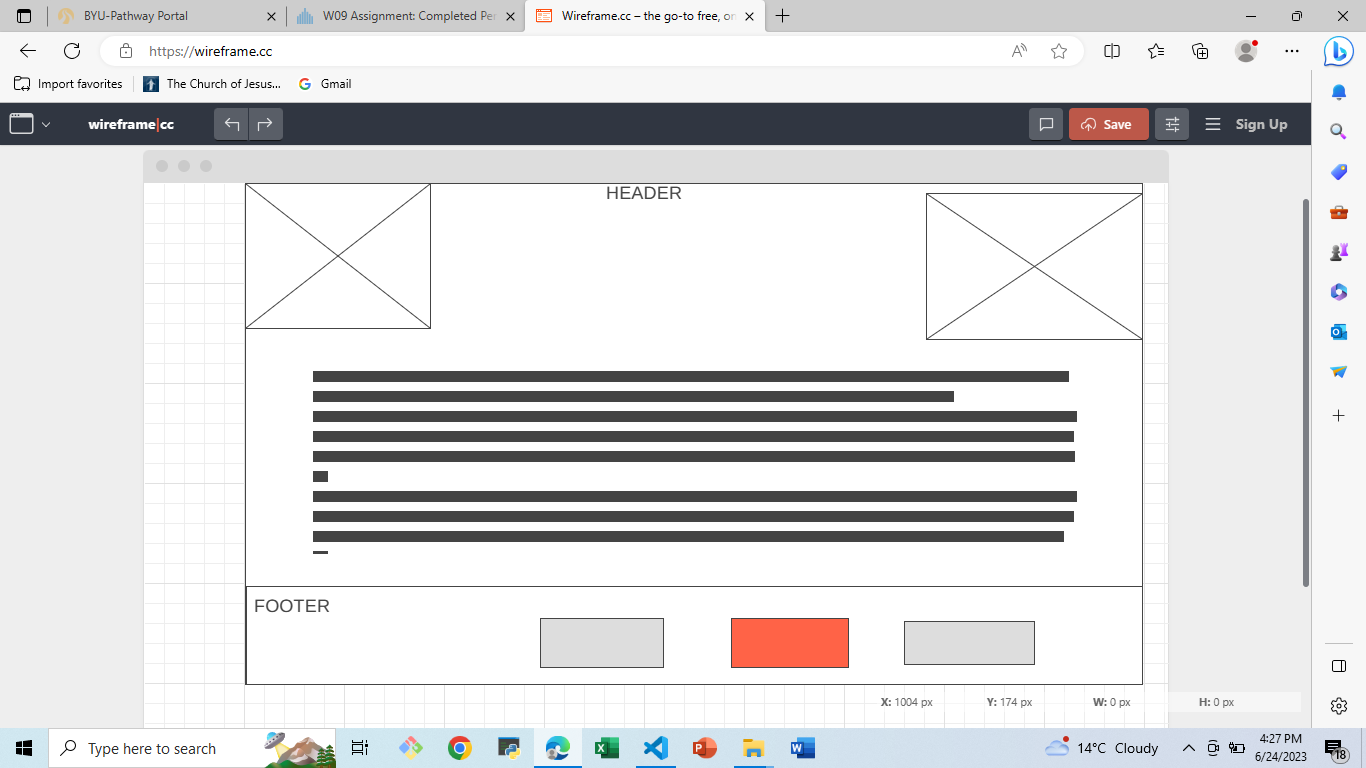 BYU-Pathway Portal
W09 Assignment: Completed Per
Wireframe.cc – the go-to free, on
https://wireframe.cc
Import favorites
The Church of Jesus...
Gmail
wireframe|cc
Save
Sign Up
HEADER
FOOTER
X: 1004 px
Y: 174 px
W: 0 px
H: 0 px
Type here to search
14°C Cloudy
4:27 PM
6/24/2023
18